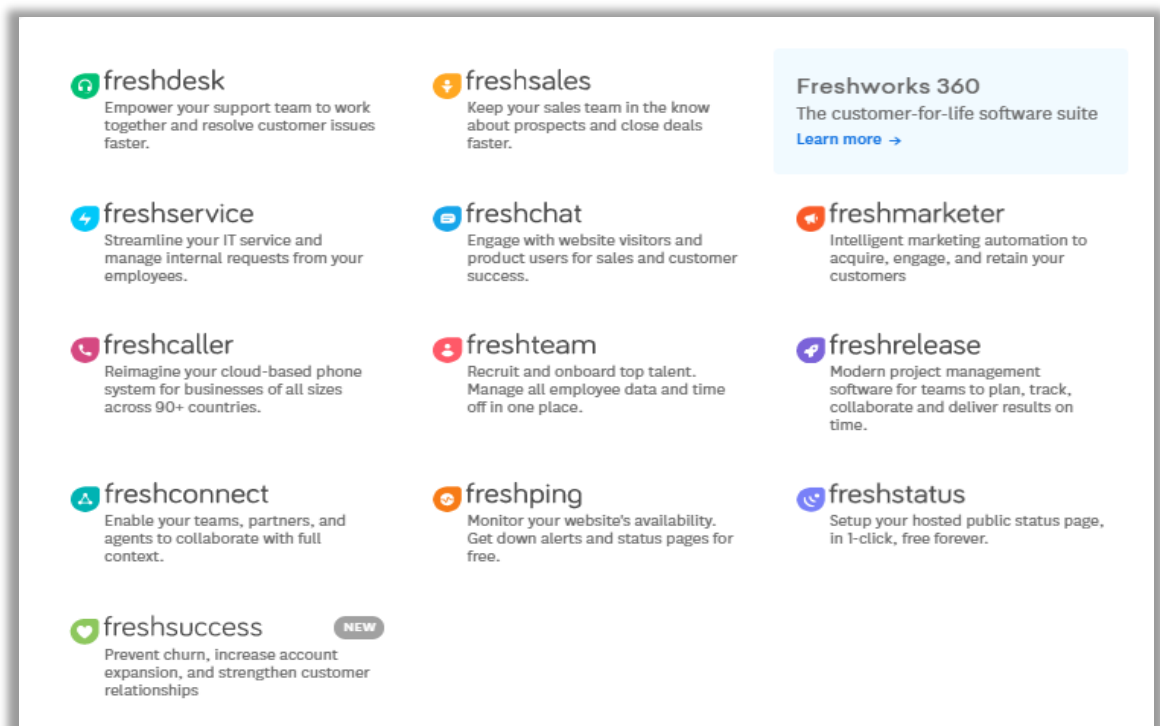 freshdesk
Empower your support team to work
together and resolve customer issues
faster.
freshsales
Keep your sales team in the know
about prospects and close deals
faster.
Freshworks 360
The customer-for-life software suite
Learn more →
freshservice
Streamline your IT service and
manage internal requests from your
employees.
freshchat
Engage with website visitors and
product users for sales and customer
success.
freshmarketer
Intelligent marketing automation to
acquire, engage, and retain your
customers
freshcaller
Reimagine your cloud-based phone
system for businesses of all sizes
across 90+ countries.
freshteam
Recruit and onboard top talent.
Manage all employee data and time
off in one place.
freshrelease
Modern project management
software for teams to plan, track,
collaborate and deliver results on
time.
freshconnect
Enable your teams, partners, and
agents to collaborate with full
context.
freshping
Monitor your website's availability.
Get down alerts and status pages for
free.
freshstatus
Setup your hosted public status page,
in 1-click, free forever.
freshsuccess NEW
Prevent churn, increase account
expansion, and strengthen customer
relationships